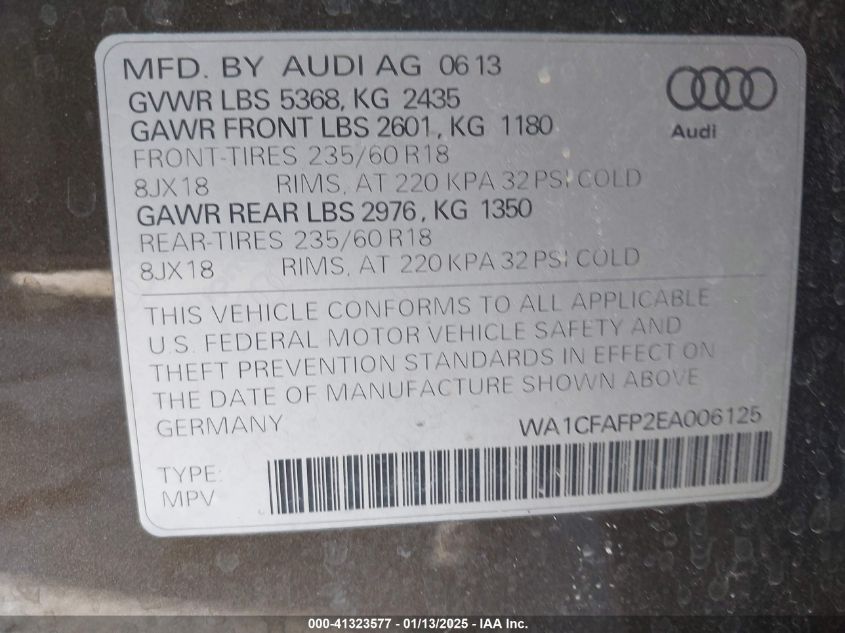 MFD. BY AUDI AG 06 13
GVWR LBS 5368, KG 2435
GAWR FRONT LBS 2601, KG 1180
FRONT-TIRES 235/60 R18
8JX18 RIMS, AT 220 KPA 32 PSI COLD
GAWR REAR LBS 2976, KG 1350
REAR-TIRES 235/60 R18
8JX18 RIMS, AT 220 KPA 32 PSI COLD
Audi
THIS VEHICLE CONFORMS TO ALL APPLICABLE
U.S. FEDERAL MOTOR VEHICLE SAFETY AND
THEFT PREVENTION STANDARDS IN EFFECT ON
THE DATE OF MANUFACTURE SHOWN ABOVE
GERMANY WA1CFAFP2EA006125
TYPE:
MPV
000-41323577 - 01/13/2025 - IAA Inc.